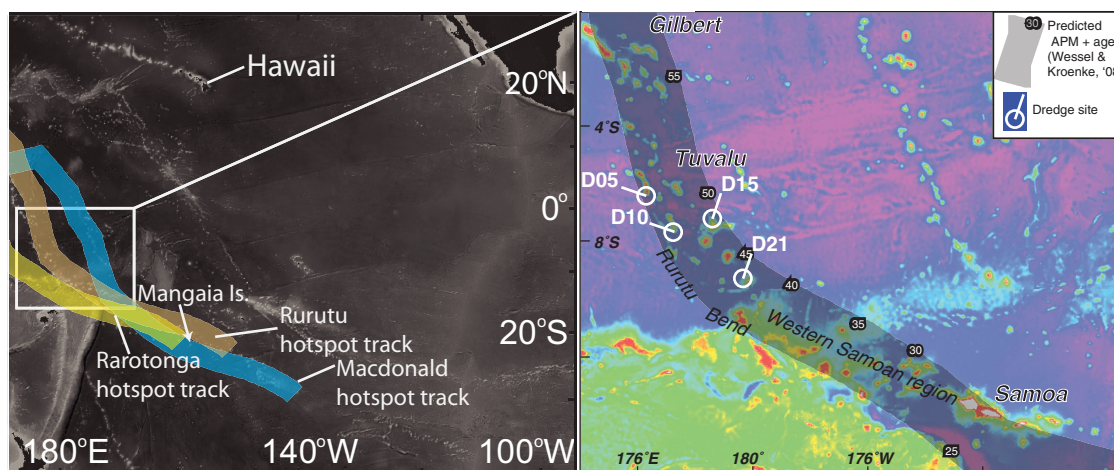 Hawaii
20°N
0°
Mangaia Is.
Rurutu
hotspot track
20°S
Rarotonga
hotspot track
Macdonald
hotspot track
180°E
140°W
100°W
Gilbert
30
Predicted
APM + age
(Wessel &
Kroenke, '08
Dredge site
55
4°S
Tuvalu
D05
50
D15
D10
8°S
45
D21
40
Rurutu
Bend
35
Western Samoan region
30
Samoa
25
176°E
180°
176°W